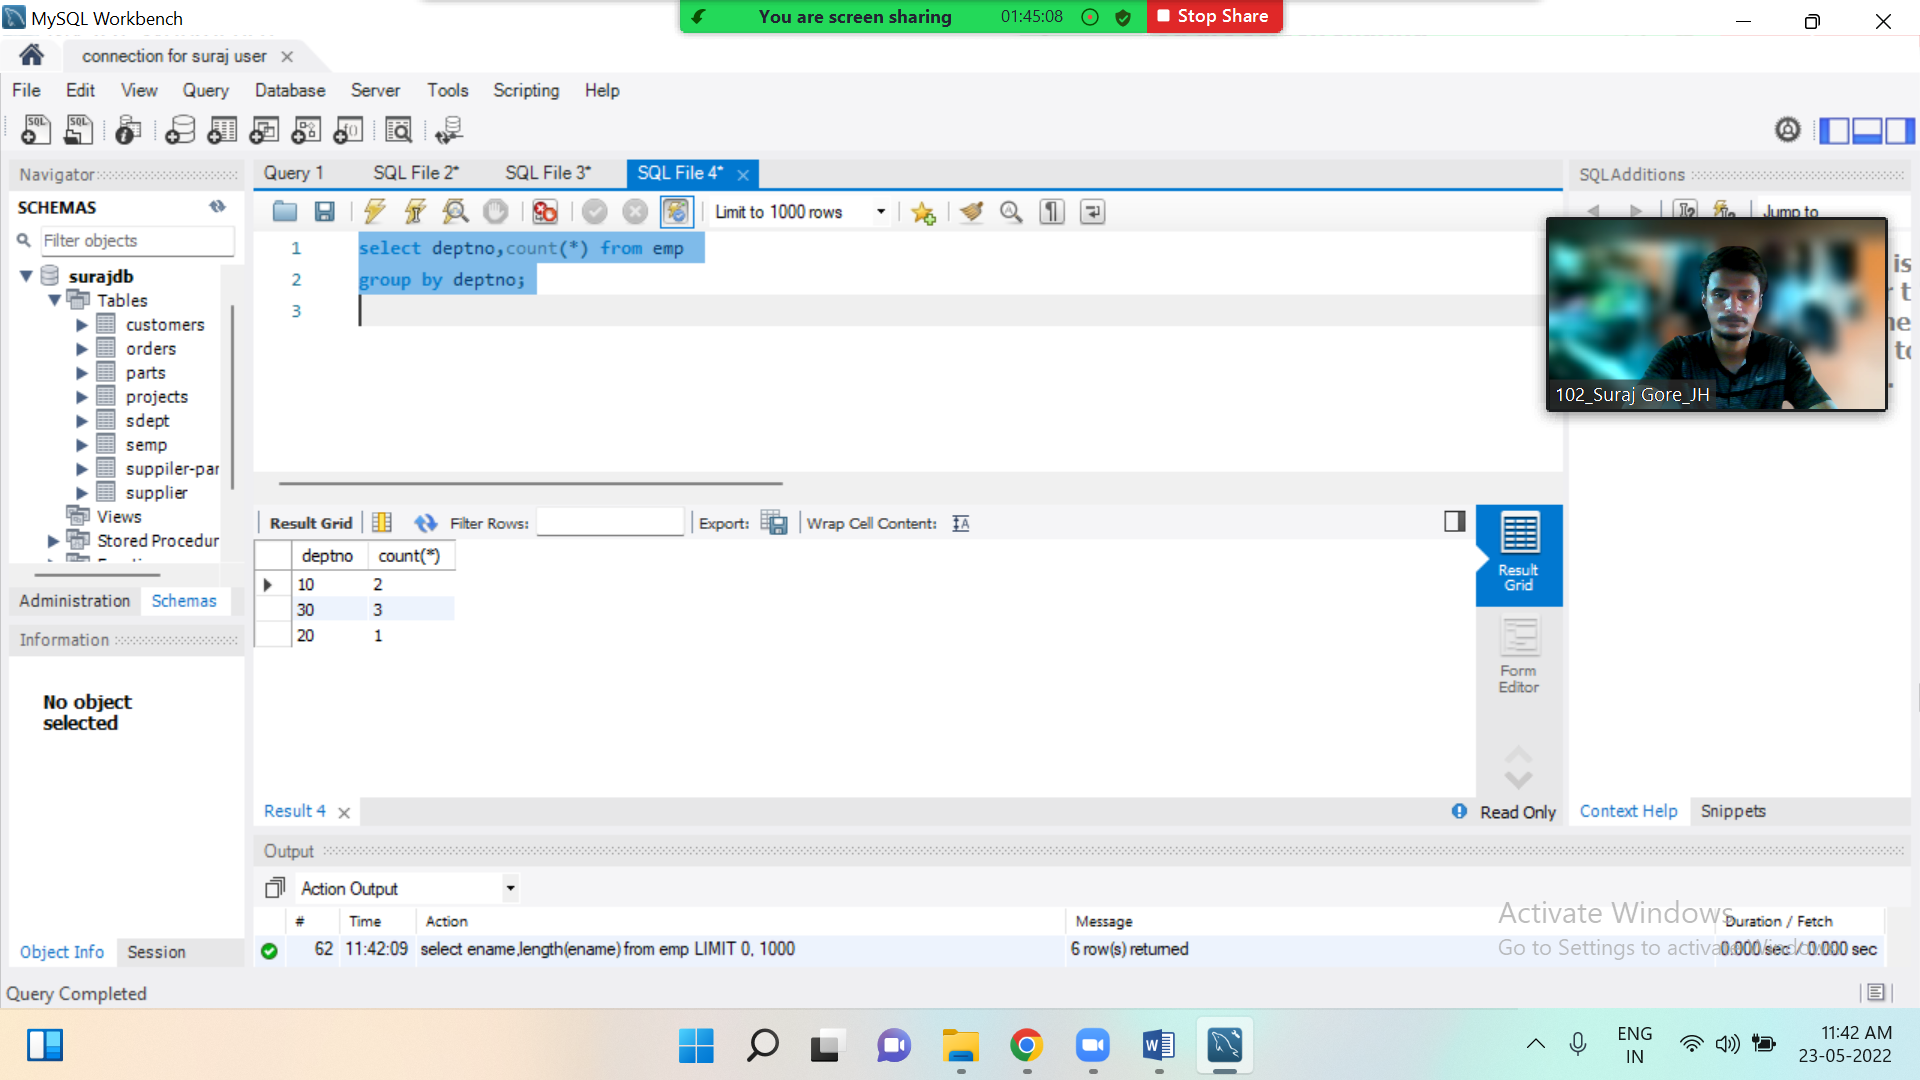 MySQL Workbench
You are screen sharing 01:45:08 Stop Share
connection for suraj user
File Edit View Query Database Server Tools Scripting Help
Navigator
SCHEMAS
Filter objects
surajdb
Tables
customers
orders
parts
projects
sdept
semp
suppiler-par
supplier
Views
Stored Procedur
Administration Schemas
Information
No object
selected
Object Info Session
Query 1 SQL File 2* SQL File 3* SQL File 4*
Limit to 1000 rows
1 select deptno,count(*) from emp
2 group by deptno;
3
Result Grid Filter Rows: Export: Wrap Cell Content:
deptno count(*)
10 2
30 3
20 1
Result
Grid
Form
Editor
Result 4
Read Only
SQLAdditions
Jump to
102_Suraj Gore_JH
Context Help Snippets
Output
Action Output
# Time Action Message Duration / Fetch
62 11:42:09 select ename,length(ename) from emp LIMIT 0, 1000 6 row(s) returned 0.000 sec / 0.000 sec
Activate Windows
Go to Settings to activate Windows.
Query Completed
ENG
IN
11:42 AM
23-05-2022